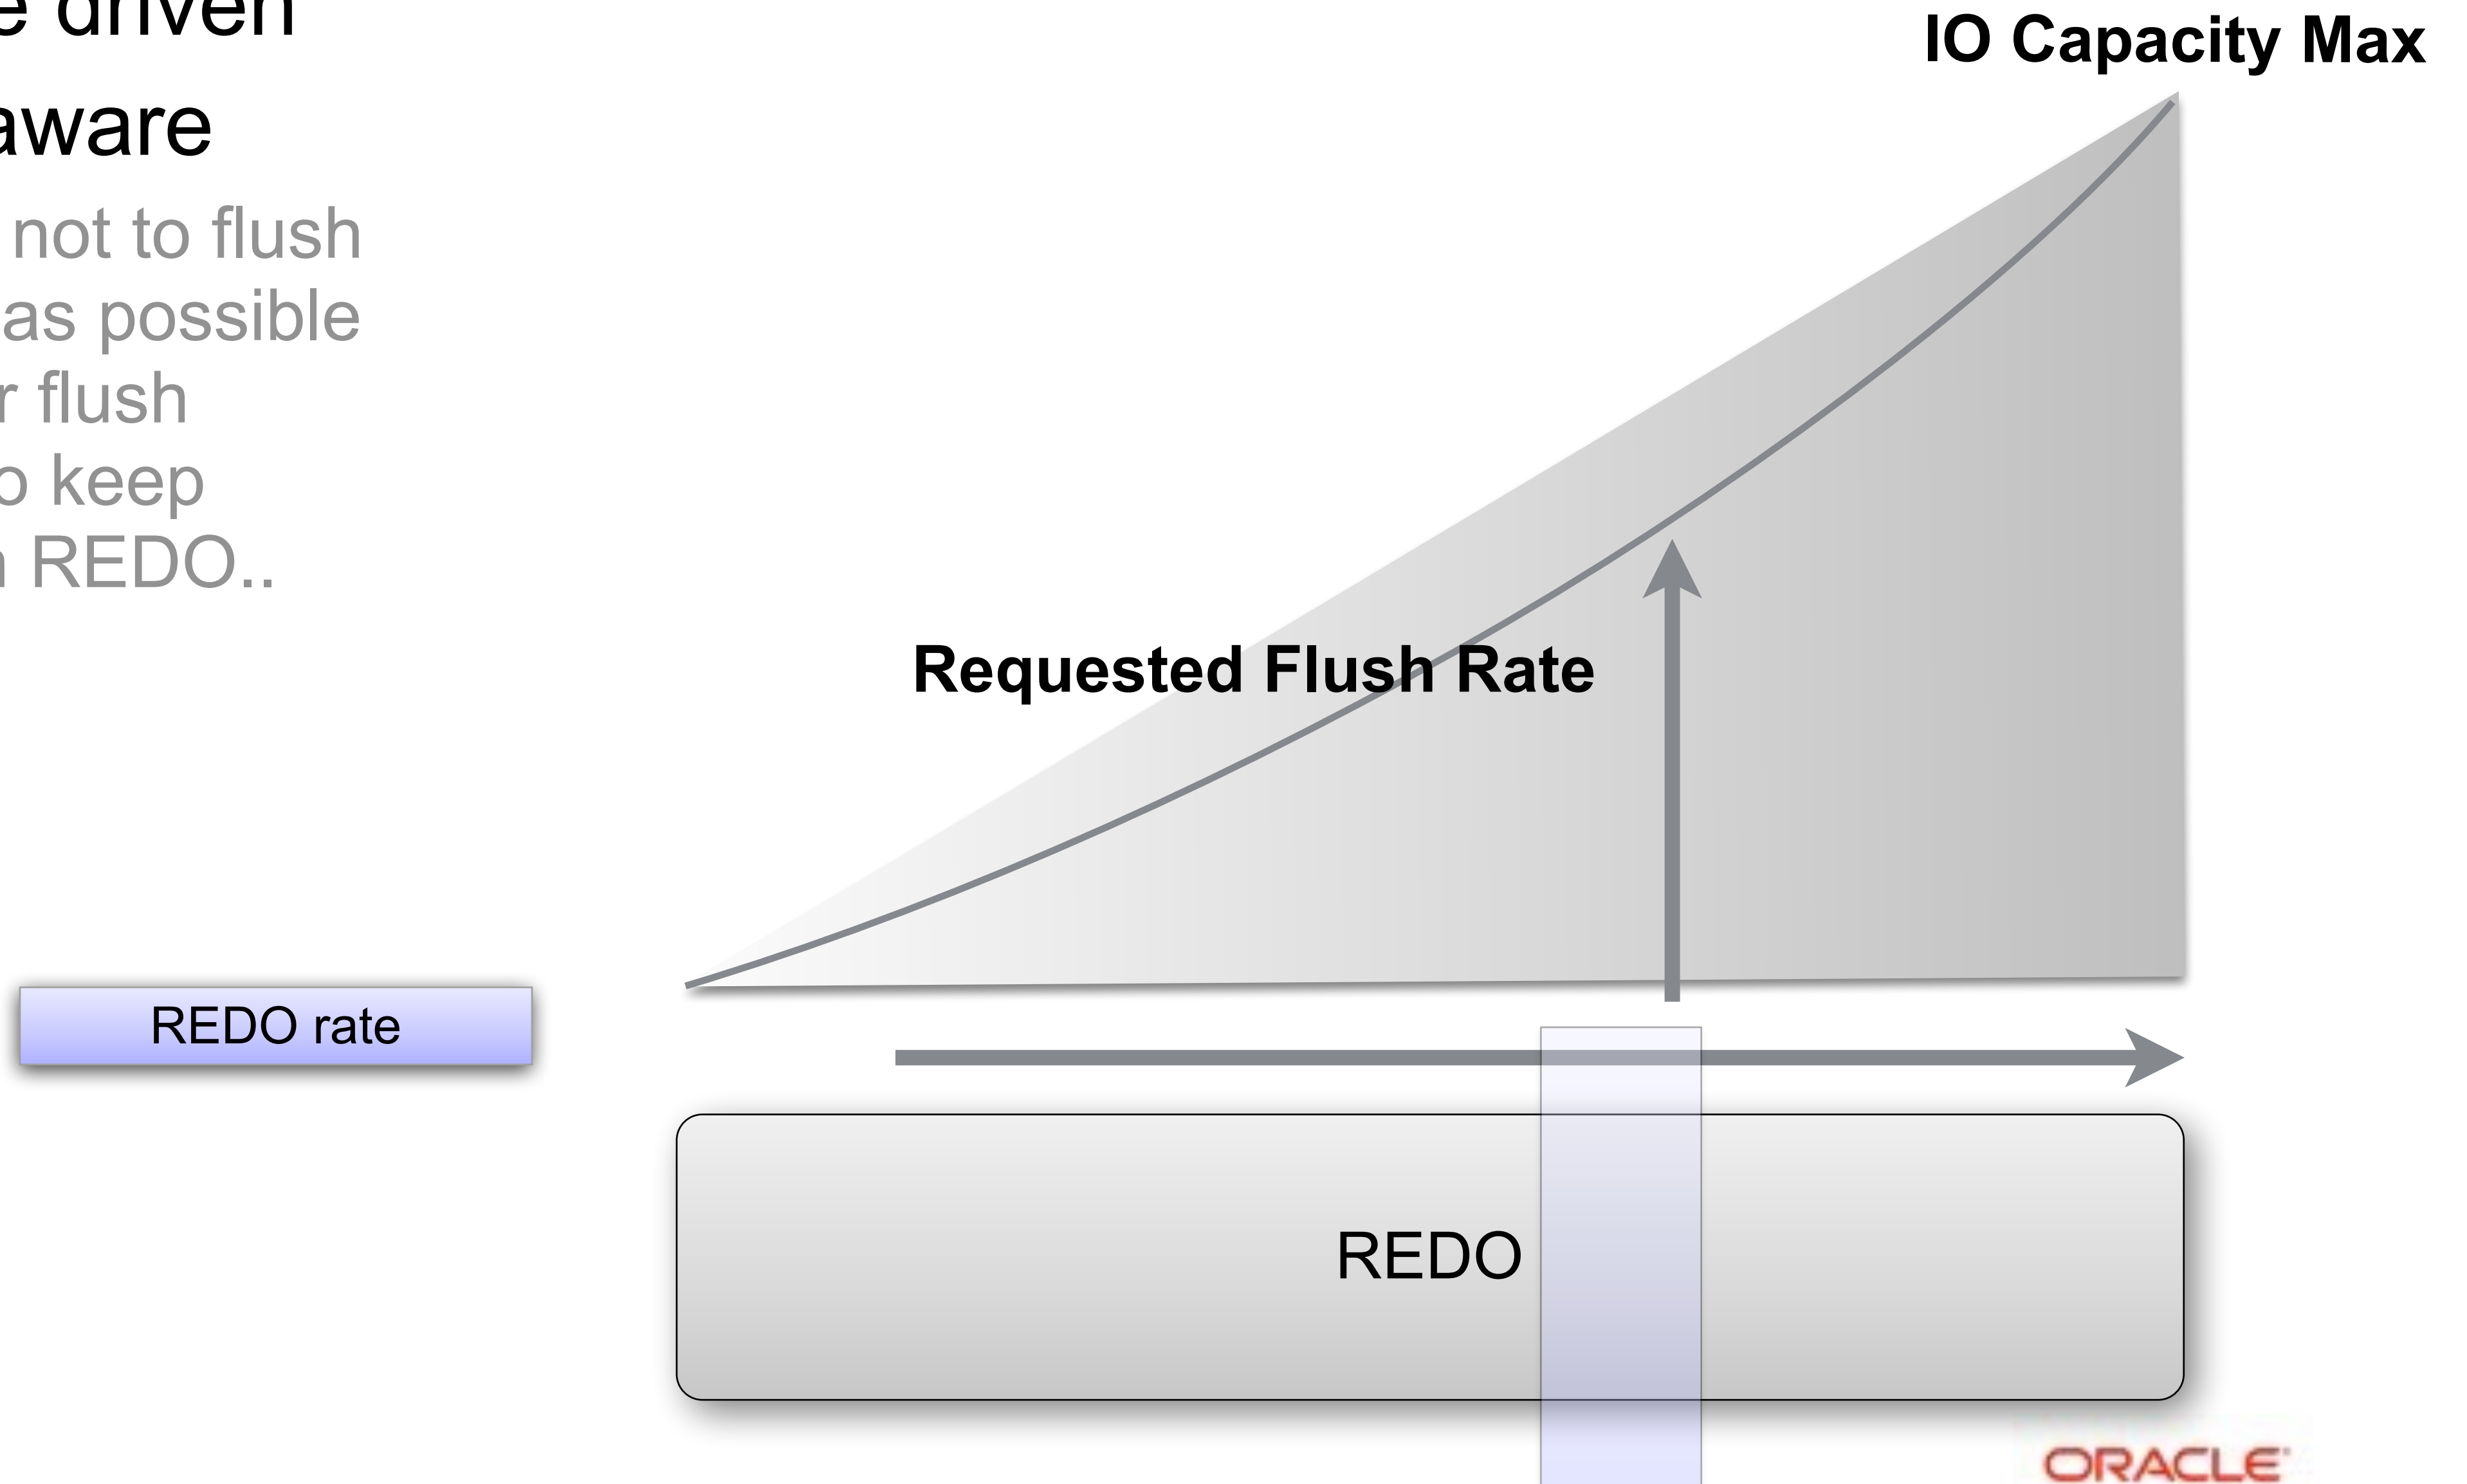 e driven
aware
not to flush
as possible
r flush
o keep
n REDO..
IO Capacity Max
Requested Flush Rate
REDO rate
REDO
ORACLE